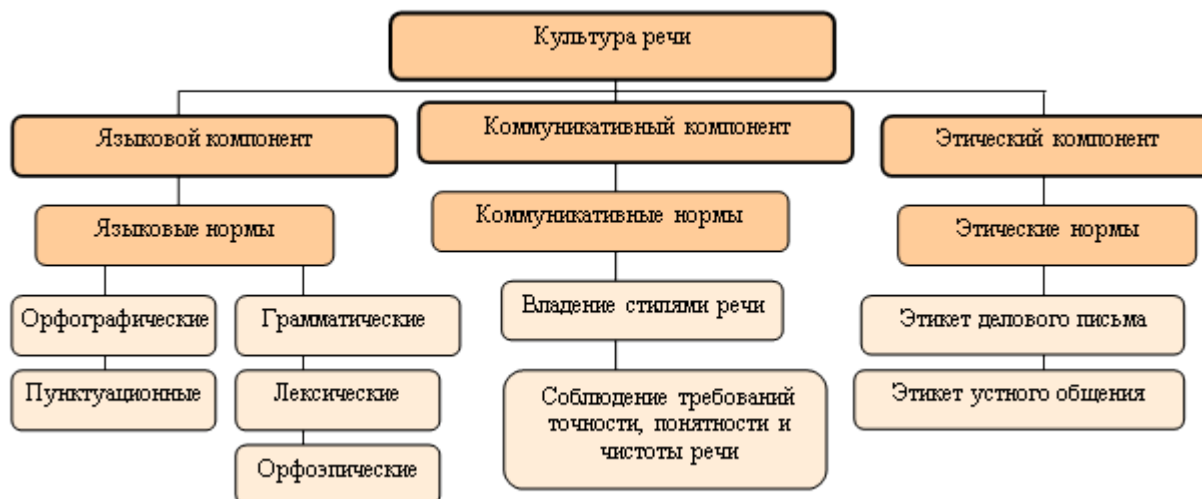 Культура речи
Языковой компонент
Коммуникативный компонент
Этический компонент
Языковые нормы
Коммуникативные нормы
Этические нормы
Орфографические
Грамматические
Владение стилями речи
Этикет делового письма
Пунктуационные
Лексические
Соблюдение требований
точности, понятности и
чистоты речи
Этикет устного общения
Орфоэпические